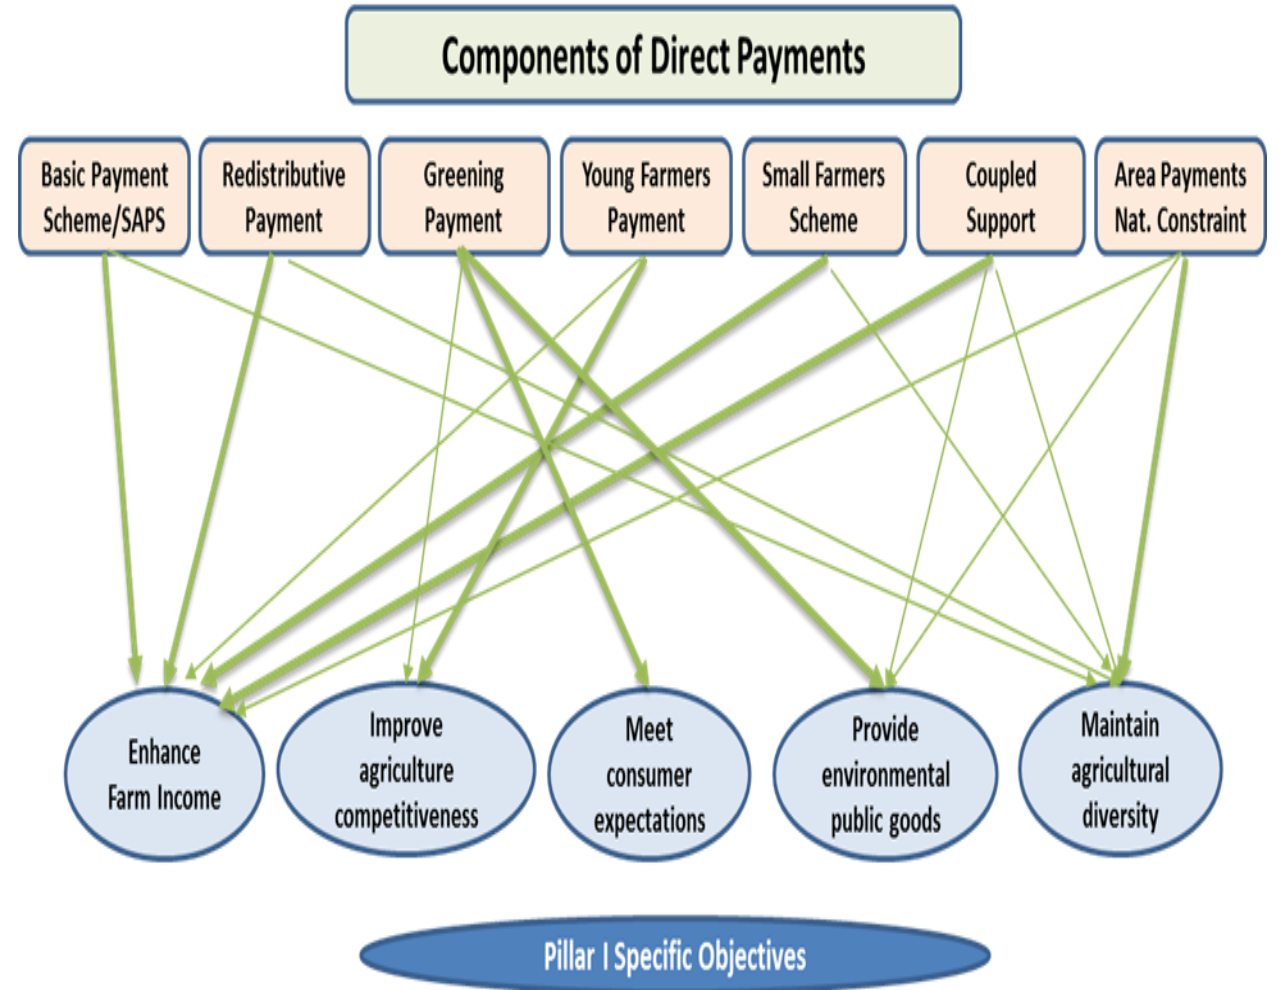 Components of Direct Payments
Basic Payment
Scheme/SAPS
Redistributive
Payment
Greening
Payment
Young Farmers
Payment
Small Farmers
Scheme
Coupled
Support
Area Payments
Nat. Constraint
Enhance
Farm Income
Improve
agriculture
competitiveness
Meet
consumer
expectations
Provide
environmental
public goods
Maintain
agricultural
diversity
Pillar I Specific Objectives